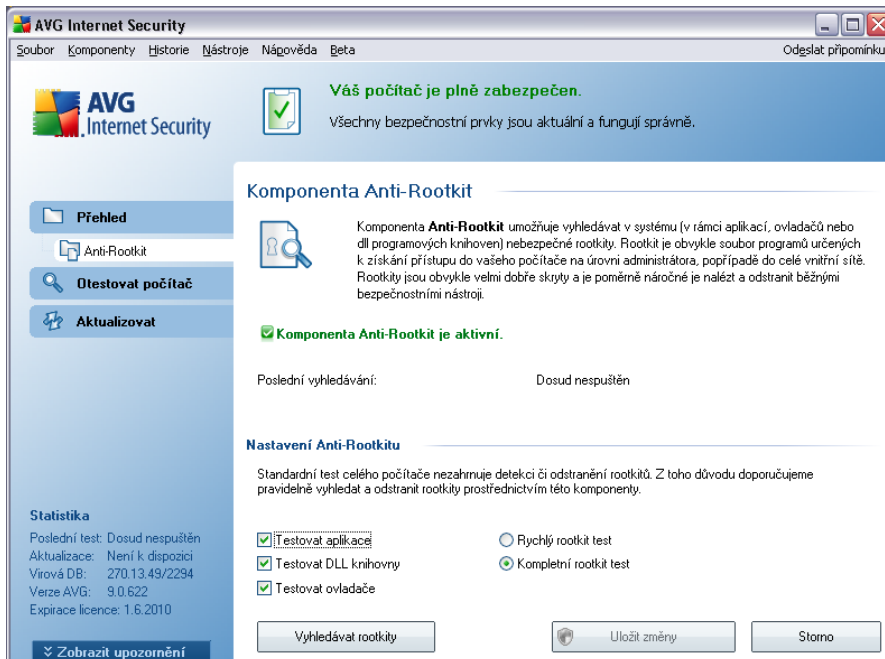 AVG Internet Security
Soubor Komponenty Historie Nástroje Nápověda Beta Odeslat připomínku
AVG
Internet Security
Váš počítač je plně zabezpečen.
Všechny bezpečnostní prvky jsou aktuální a fungují správně.
Přehled
Anti-Rootkit
Otestovat počítač
Aktualizovat
Komponenta Anti-Rootkit
Komponenta Anti-Rootkit umožňuje vyhledávat v systému (v rámci aplikací, ovladačů nebo
dll programových knihoven) nebezpečné rootkity. Rootkit je obvykle soubor programů určených
k získání přístupu do vašeho počítače na úrovni administrátora, popřípadě do celé vnitřní sítě.
Rootkity jsou obvykle velmi dobře skryty a je poměrně náročné je nalézt a odstranit běžnými
bezpečnostními nástroji.
Komponenta Anti-Rootkit je aktivní.
Poslední vyhledávání: Dosud nespuštěn
Nastavení Anti-Rootkitu
Standardní test celého počítače nezahrnuje detekci či odstranění rootkitů. Z toho důvodu doporučujeme
pravidelně vyhledat a odstranit rootkity prostřednictvím této komponenty.
Testovat aplikace Rychlý rootkit test
Testovat DLL knihovny Kompletní rootkit test
Testovat ovladače
Vyhledávat rootkity Uložit změny Storno
Statistika
Poslední test: Dosud nespuštěn
Aktualizace: Není k dispozici
Virová DB: 270.13.49/2294
Verze AVG: 9.0.622
Expirace licence: 1.6.2010
Zobrazit upozornění